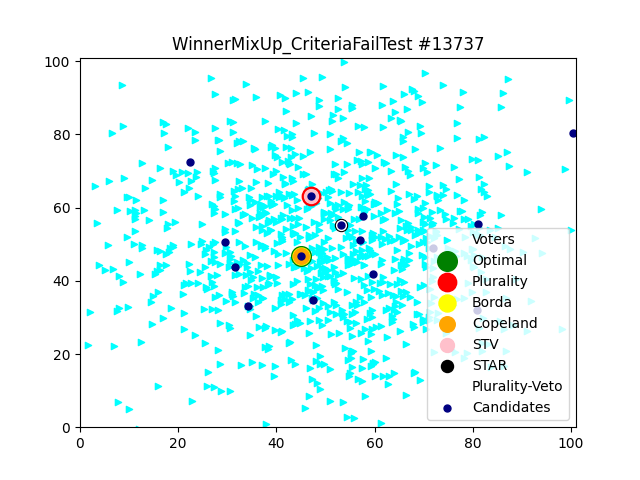 WinnerMixUp_CriteriaFailTest #13737
100
80
60
40
20
0
0 20 40 60 80 100
Voters
Optimal
Plurality
Borda
Copeland
STV
STAR
Plurality-Veto
Candidates